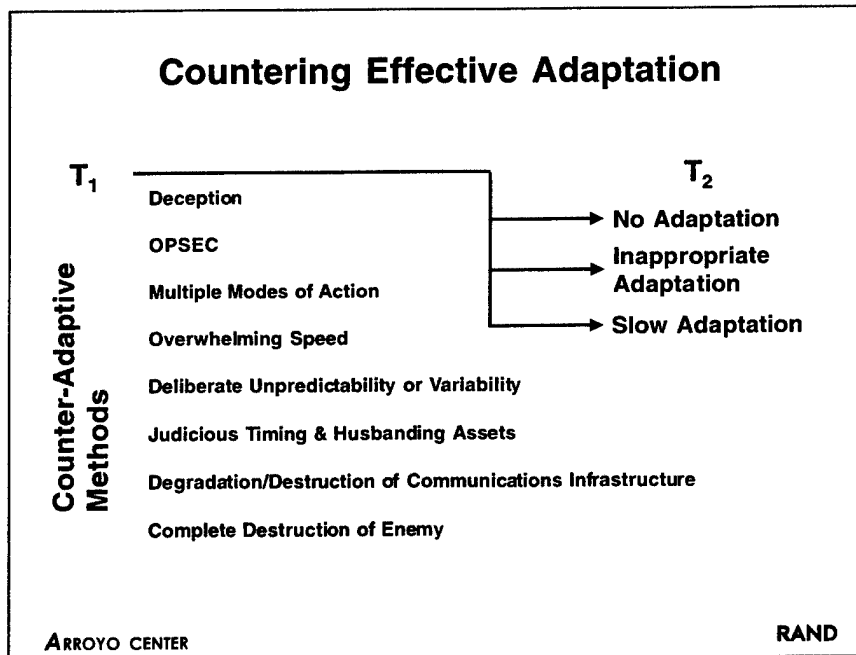 Countering Effective Adaptation
T1
T2
Deception
OPSEC
Multiple Modes of Action
Overwhelming Speed
Deliberate Unpredictability or Variability
Judicious Timing & Husbanding Assets
Degradation/Destruction of Communications Infrastructure
Complete Destruction of Enemy
Counter-Adaptive
Methods
No Adaptation
Inappropriate
Adaptation
Slow Adaptation
ARROYO CENTER
RAND